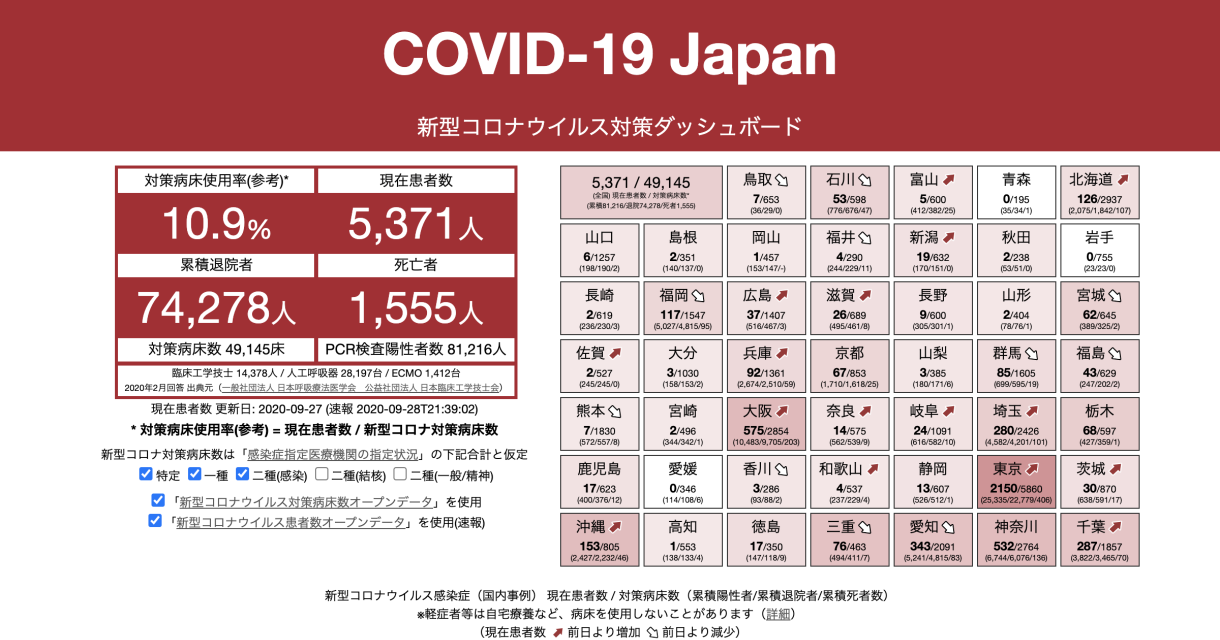 COVID-19 Japan
新型コロナウイルス対策ダッシュボード
対策病床使用率(参考)*
現在患者数
10.9%
5,371人
累積退院者
死亡者
74,278人
1,555人
対策病床数 49,145床
PCR検査陽性者数 81,216人
臨床工学技士 14,378人 / 人工呼吸器 28,197台 / ECMO 1,412台
2020年2月回答 出典元（一般社団法人 日本呼吸療法医学会　公益社団法人 日本臨床工学技士会）
現在患者数 更新日: 2020-09-27 (速報 2020-09-28T21:39:02)
* 対策病床使用率(参考) = 現在患者数 / 新型コロナ対策病床数
新型コロナ対策病床数は「感染症指定医療機関の指定状況」の下記合計と仮定
特定 一種 二種(感染) 二種(結核) 二種(一般/精神)
「新型コロナウイルス対策病床数オープンデータ」を使用
「新型コロナウイルス患者数オープンデータ」を使用(速報)
5,371 / 49,145
(全国) 現在患者数 / 対策病床数*
(累積81,216/退院74,278/死者1,555)
鳥取
7/653
(36/29/0)
石川
53/598
(776/676/47)
富山
5/600
(412/382/25)
青森
0/195
(35/34/1)
北海道
126/2937
(2,075/1,842/107)
山口
6/1257
(198/190/2)
島根
2/351
(140/137/0)
岡山
1/457
(153/147/-)
福井
4/290
(244/229/11)
新潟
19/632
(170/151/0)
秋田
2/238
(53/51/0)
岩手
0/755
(23/23/0)
長崎
2/619
(236/230/3)
福岡
117/1547
(5,027/4,815/95)
広島
37/1407
(516/467/3)
滋賀
26/689
(495/461/8)
長野
9/600
(305/301/1)
山形
2/404
(78/76/1)
宮城
62/645
(389/325/2)
佐賀
2/527
(245/245/0)
大分
3/1030
(158/153/2)
兵庫
92/1361
(2,674/2,510/59)
京都
67/853
(1,710/1,618/25)
山梨
3/385
(180/171/6)
群馬
85/1605
(699/595/19)
福島
43/629
(247/202/2)
熊本
7/1830
(572/557/8)
宮崎
2/496
(344/342/1)
大阪
575/2854
(10,483/9,705/203)
奈良
14/575
(562/539/9)
岐阜
24/1091
(616/582/10)
埼玉
280/2426
(4,582/4,201/101)
栃木
68/597
(427/359/1)
鹿児島
17/623
(400/376/12)
愛媛
0/346
(114/108/6)
香川
3/286
(93/88/2)
和歌山
4/537
(237/229/4)
静岡
13/607
(526/512/1)
東京
2150/5860
(25,335/22,779/406)
茨城
30/870
(638/591/17)
沖縄
153/805
(2,427/2,232/46)
高知
1/553
(138/133/4)
徳島
17/350
(147/118/9)
三重
76/463
(494/411/7)
愛知
343/2091
(5,241/4,815/83)
神奈川
532/2764
(6,744/6,076/136)
千葉
287/1857
(3,822/3,465/70)
新型コロナウイルス感染症（国内事例） 現在患者数 / 対策病床数（累積陽性者/累積退院者/累積死者数）
※軽症者等は自宅療養など、病床を使用しないことがあります（詳細）
（現在患者数 前日より増加 前日より減少）